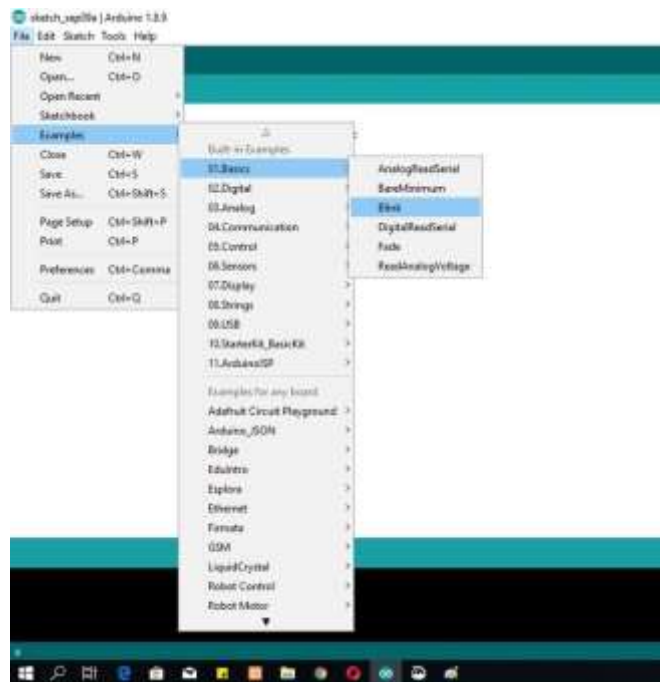 sketch_sep09a | Arduino 1.8.9
File Edit Sketch Tools Help
New Ctrl+N
Open... Ctrl+O
Open Recent
Sketchbook
Examples
Close Ctrl+W
Save Ctrl+S
Save As... Ctrl+Shift+S
Page Setup Ctrl+Shift+P
Print Ctrl+P
Preferences Ctrl+Comma
Quit Ctrl+Q
Built-in Examples
01.Basics
02.Digital
03.Analog
04.Communication
05.Control
06.Sensors
07.Display
08.Strings
09.USB
10.StarterKit_BasicKit
11.ArduinoISP
Examples for any board
Adafruit Circuit Playground
Arduino_JSON
Bridge
EduIntro
Esplora
Ethernet
Firmata
GSM
LiquidCrystal
Robot Control
Robot Motor
AnalogReadSerial
BareMinimum
Blink
DigitalReadSerial
Fade
ReadAnalogVoltage